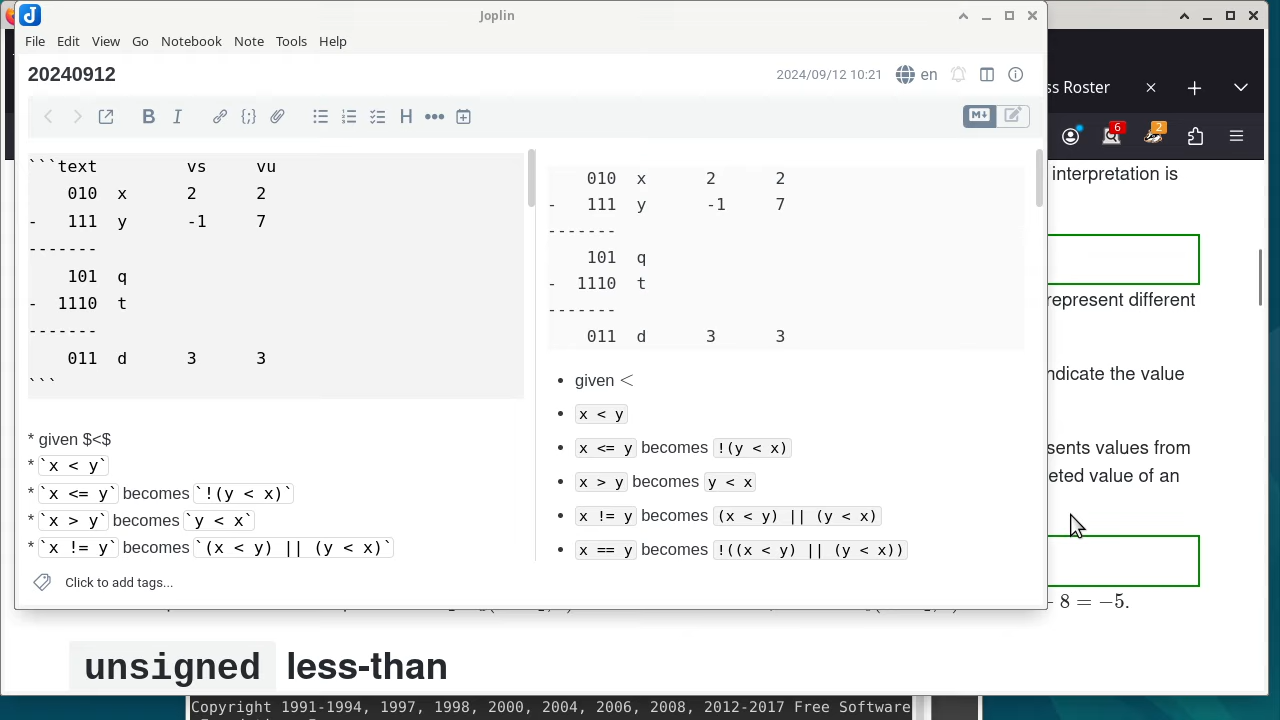 Joplin
File Edit View Go Notebook Note Tools Help
20240912
2024/09/12 10:21 en
```text vs vu
010 x 2 2
- 111 y -1 7
-------
101 q
- 1110 t
-------
011 d 3 3
```
* given $<$
* `x < y`
* `x <= y` becomes `!(y < x)`
* `x > y` becomes `y < x`
* `x != y` becomes `(x < y) || (y < x)`
010 x 2 2
- 111 y -1 7
-------
101 q
- 1110 t
-------
011 d 3 3
• given <
• x < y
• x <= y becomes !(y < x)
• x > y becomes y < x
• x != y becomes (x < y) || (y < x)
• x == y becomes !((x < y) || (y < x))
Click to add tags...
ss Roster
6 2
interpretation is
represent different
ndicate the value
sents values from
eted value of an
− 8 = −5.
unsigned less-than
Copyright 1991-1994, 1997, 1998, 2000, 2004, 2006, 2008, 2012-2017 Free Software